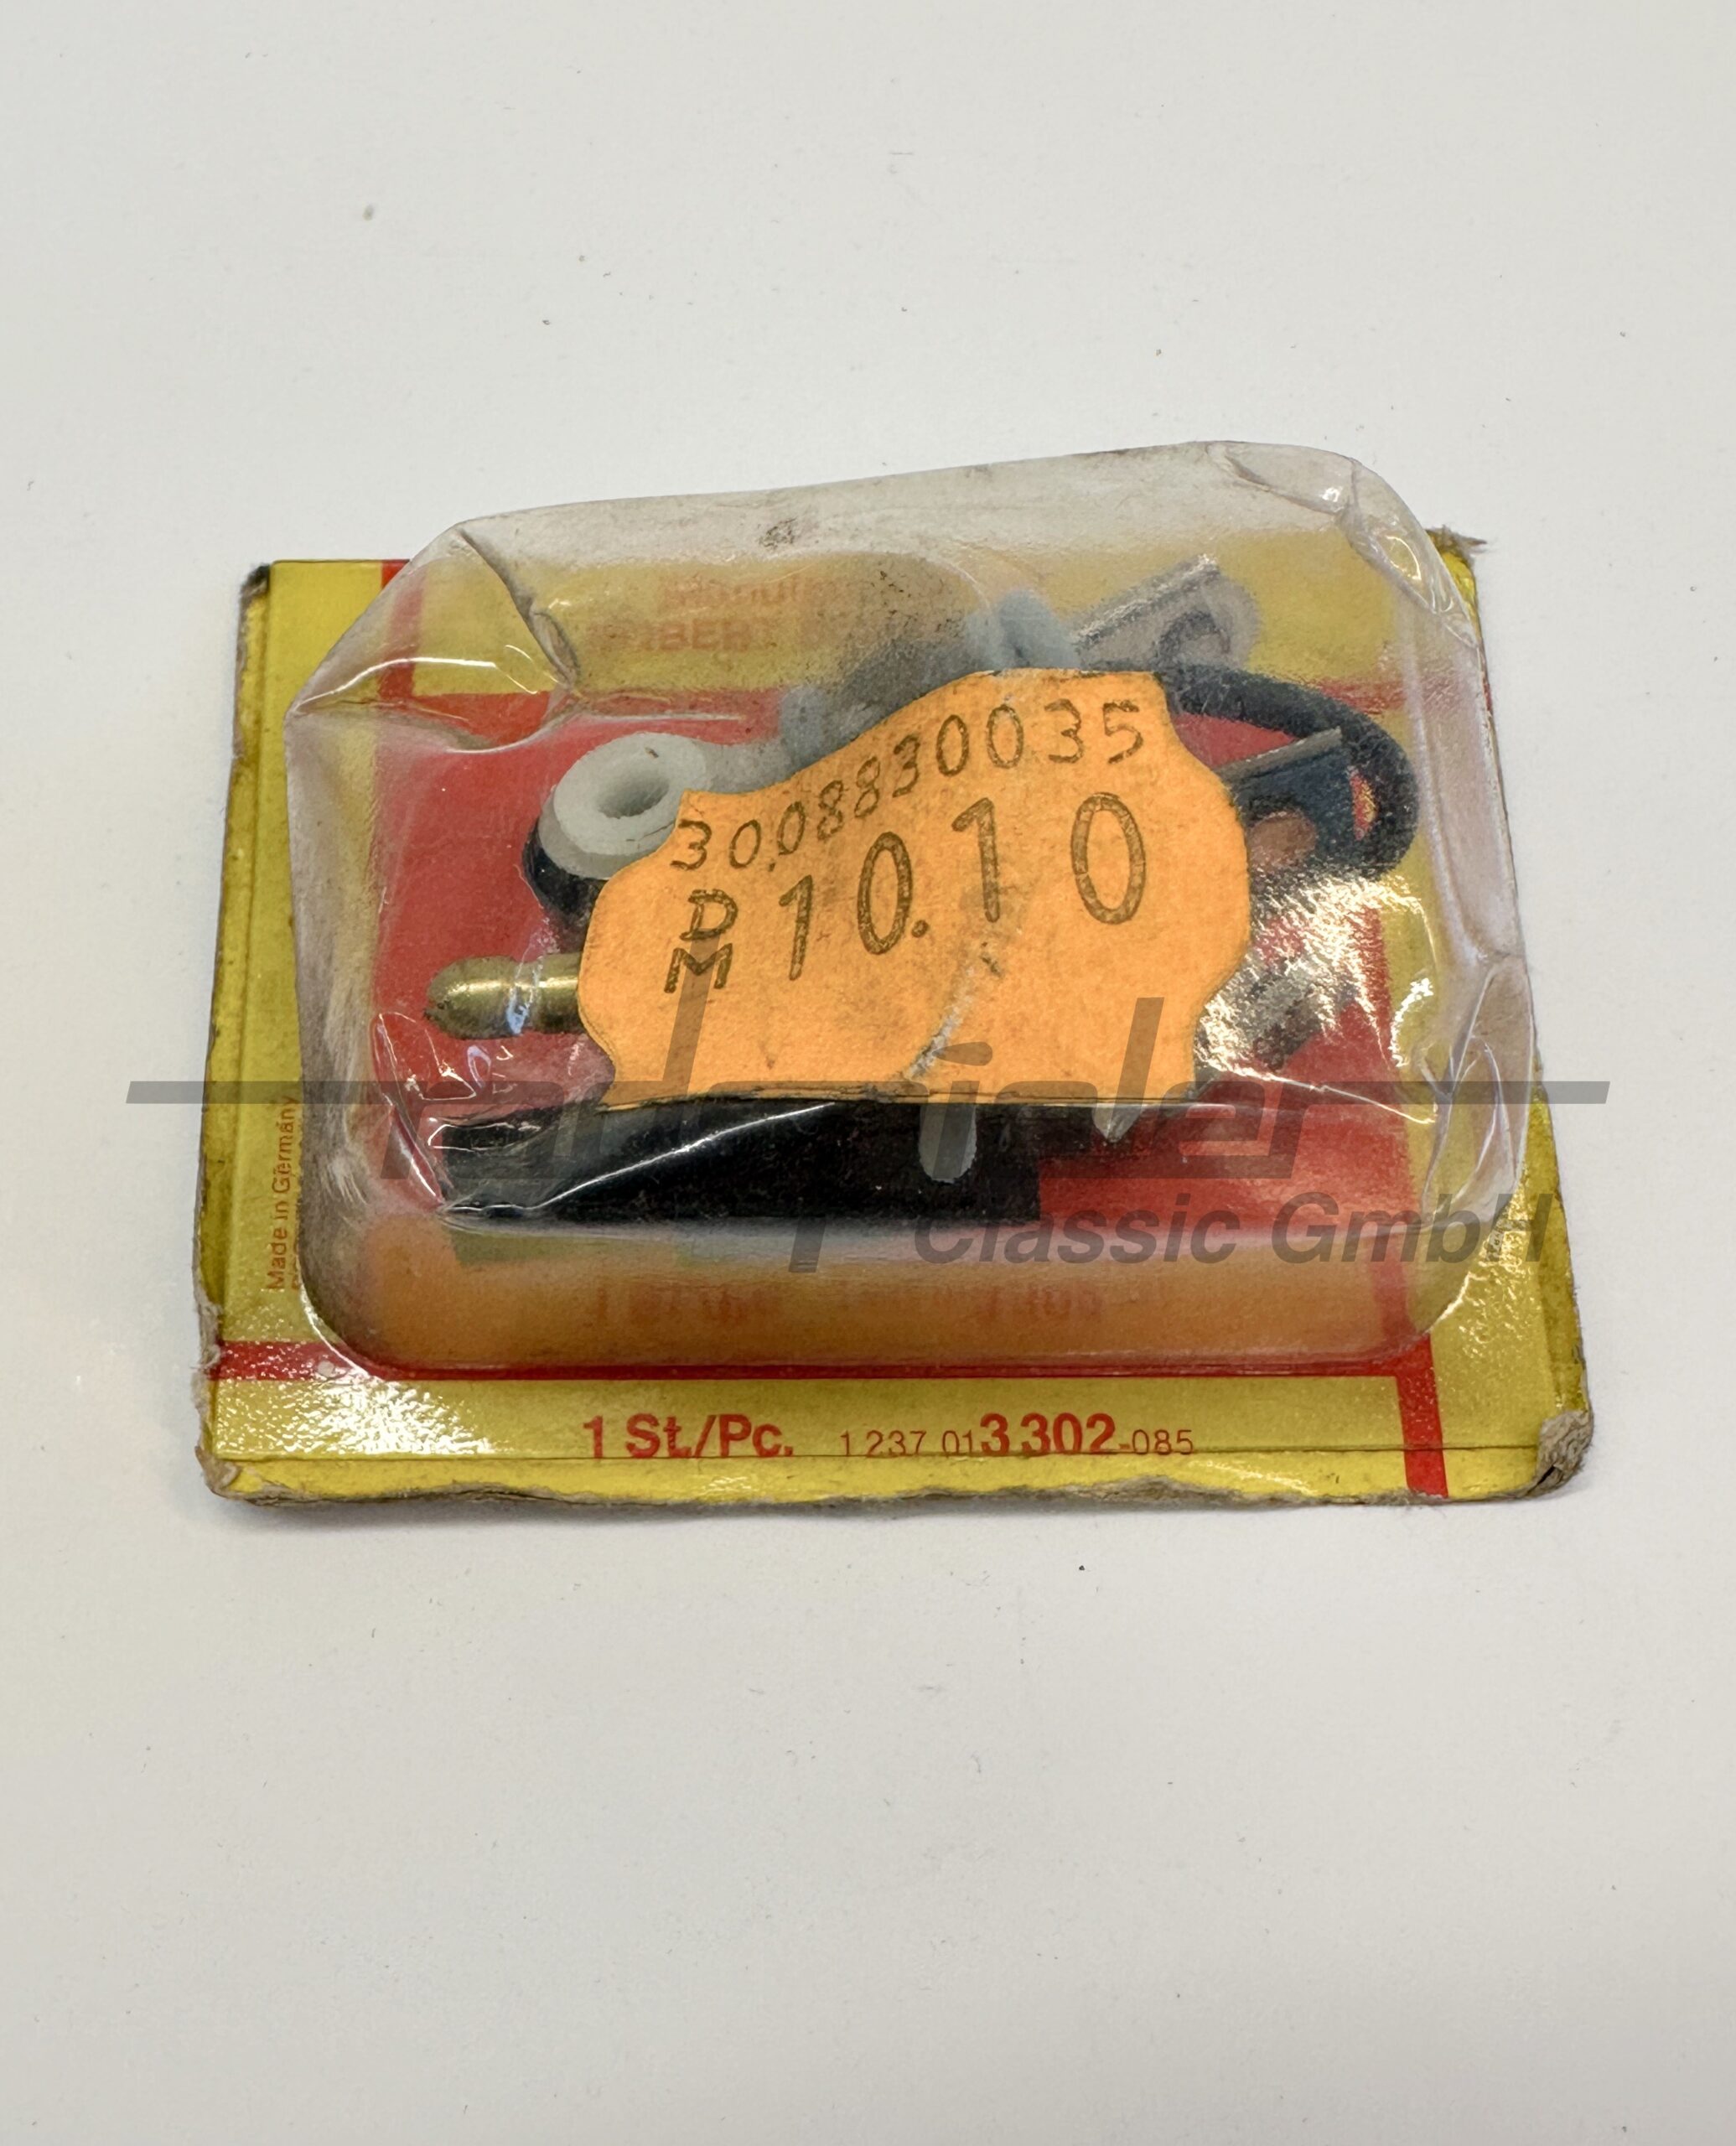 3008830035
DM 10.10
Made in Germany
1 St./Pc. 1 237 013 302-085
Classic GmbH